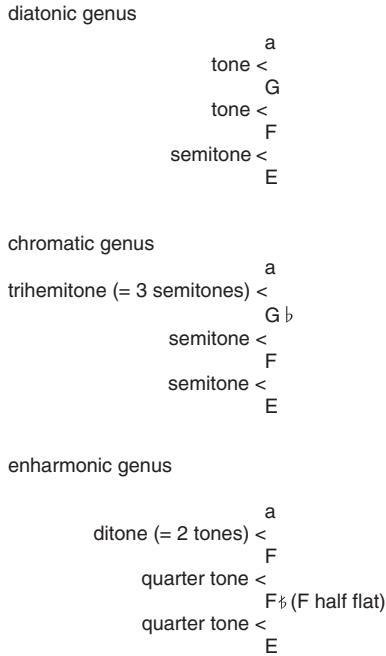 diatonic genus
a
tone <
G
tone <
F
semitone <
E
chromatic genus
a
trihemitone (= 3 semitones) <
G♭
semitone <
F
semitone <
E
enharmonic genus
a
ditone (= 2 tones) <
F
quarter tone <
F𝄳 (F half flat)
quarter tone <
E